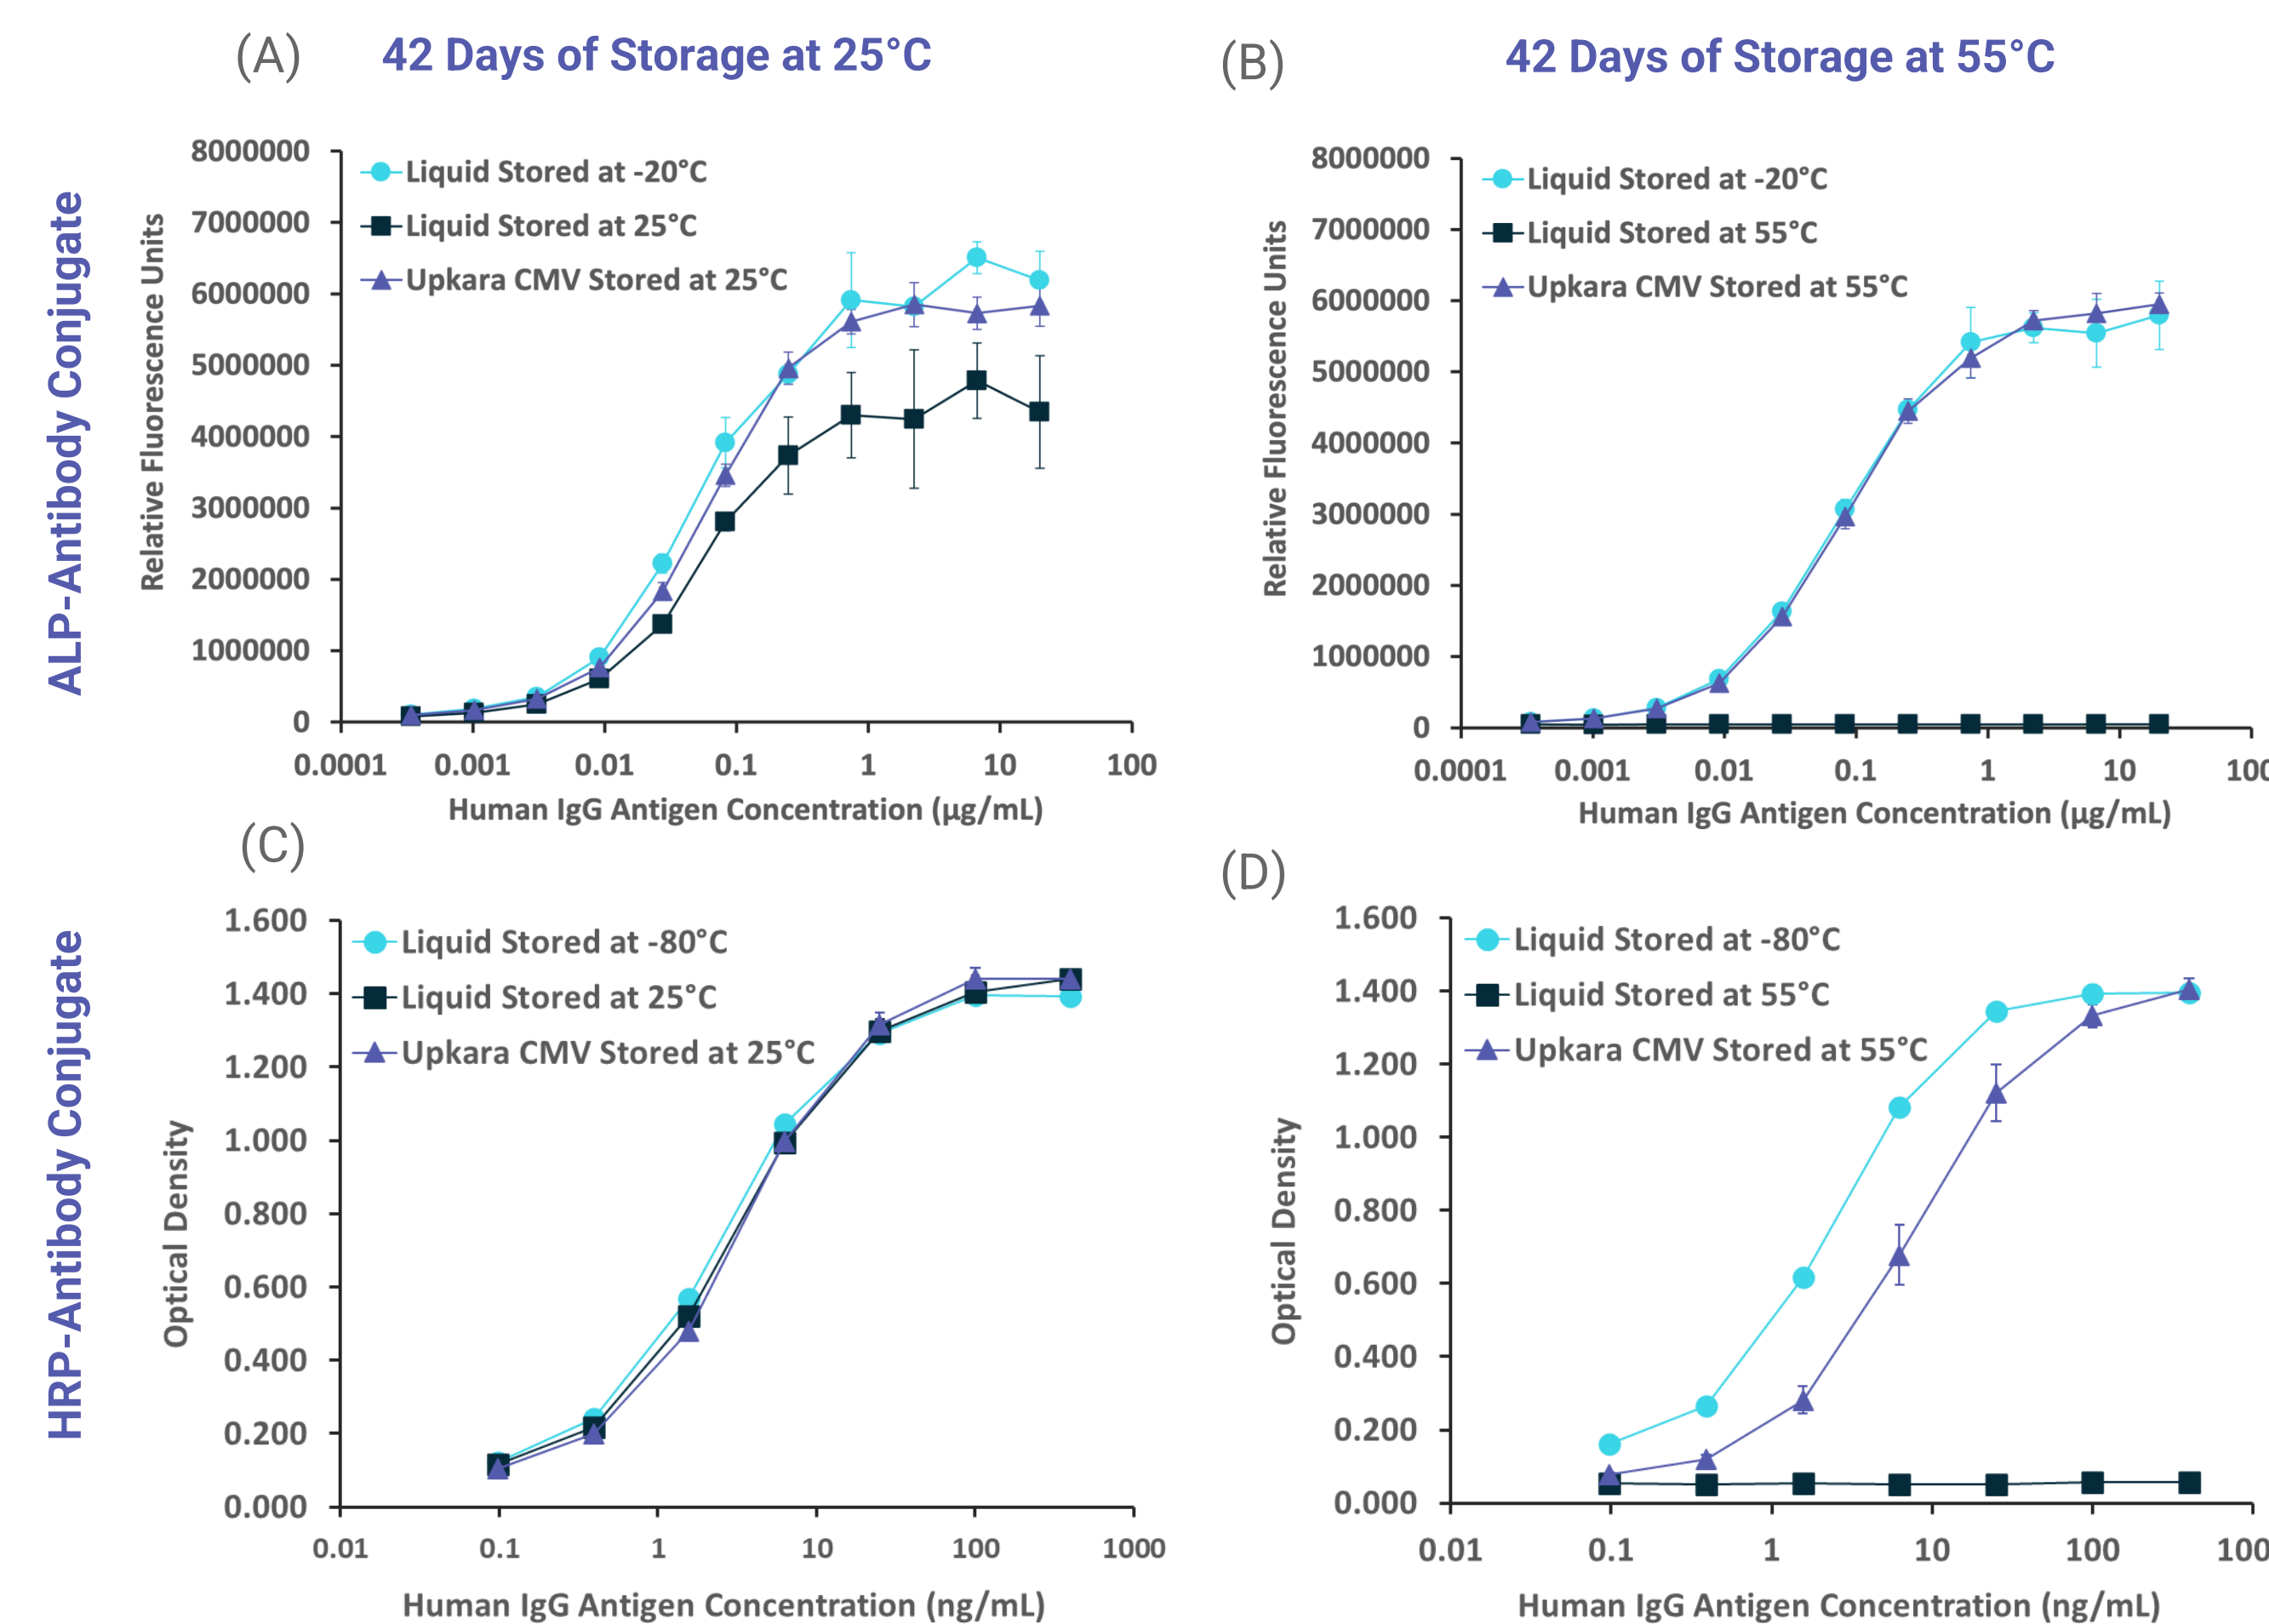 (A) 42 Days of Storage at 25°C
(B) 42 Days of Storage at 55°C
ALP-Antibody Conjugate
Relative Fluorescence Units
8000000
7000000
6000000
5000000
4000000
3000000
2000000
1000000
0
Liquid Stored at -20°C
Liquid Stored at 25°C
Upkara CMV Stored at 25°C
0.0001 0.001 0.01 0.1 1 10 100
Human IgG Antigen Concentration (µg/mL)
Relative Fluorescence Units
8000000
7000000
6000000
5000000
4000000
3000000
2000000
1000000
0
Liquid Stored at -20°C
Liquid Stored at 55°C
Upkara CMV Stored at 55°C
0.0001 0.001 0.01 0.1 1 10 100
Human IgG Antigen Concentration (µg/mL)
HRP-Antibody Conjugate
(C)
Optical Density
1.600
1.400
1.200
1.000
0.800
0.600
0.400
0.200
0.000
Liquid Stored at -80°C
Liquid Stored at 25°C
Upkara CMV Stored at 25°C
0.01 0.1 1 10 100 1000
Human IgG Antigen Concentration (ng/mL)
(D)
Optical Density
1.600
1.400
1.200
1.000
0.800
0.600
0.400
0.200
0.000
Liquid Stored at -80°C
Liquid Stored at 55°C
Upkara CMV Stored at 55°C
0.01 0.1 1 10 100 100
Human IgG Antigen Concentration (ng/mL)